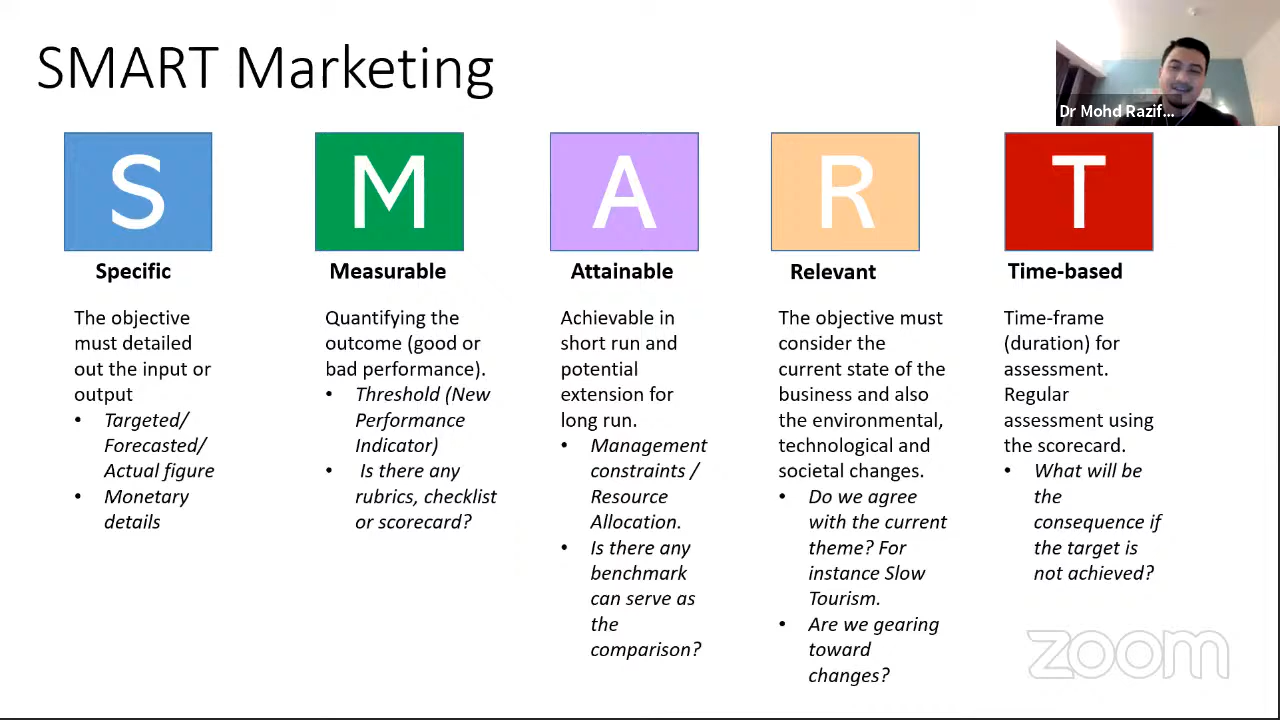 SMART Marketing
Dr Mohd Razif...
S
Specific
The objective
must detailed
out the input or
output
• Targeted/
Forecasted/
Actual figure
• Monetary
details
M
Measurable
Quantifying the
outcome (good or
bad performance).
• Threshold (New
Performance
Indicator)
• Is there any
rubrics, checklist
or scorecard?
A
Attainable
Achievable in
short run and
potential
extension for
long run.
• Management
constraints /
Resource
Allocation.
• Is there any
benchmark
can serve as
the
comparison?
R
Relevant
The objective must
consider the
current state of the
business and also
the environmental,
technological and
societal changes.
• Do we agree
with the current
theme? For
instance Slow
Tourism.
• Are we gearing
toward
changes?
T
Time-based
Time-frame
(duration) for
assessment.
Regular
assessment using
the scorecard.
• What will be
the
consequence if
the target is
not achieved?
zoom